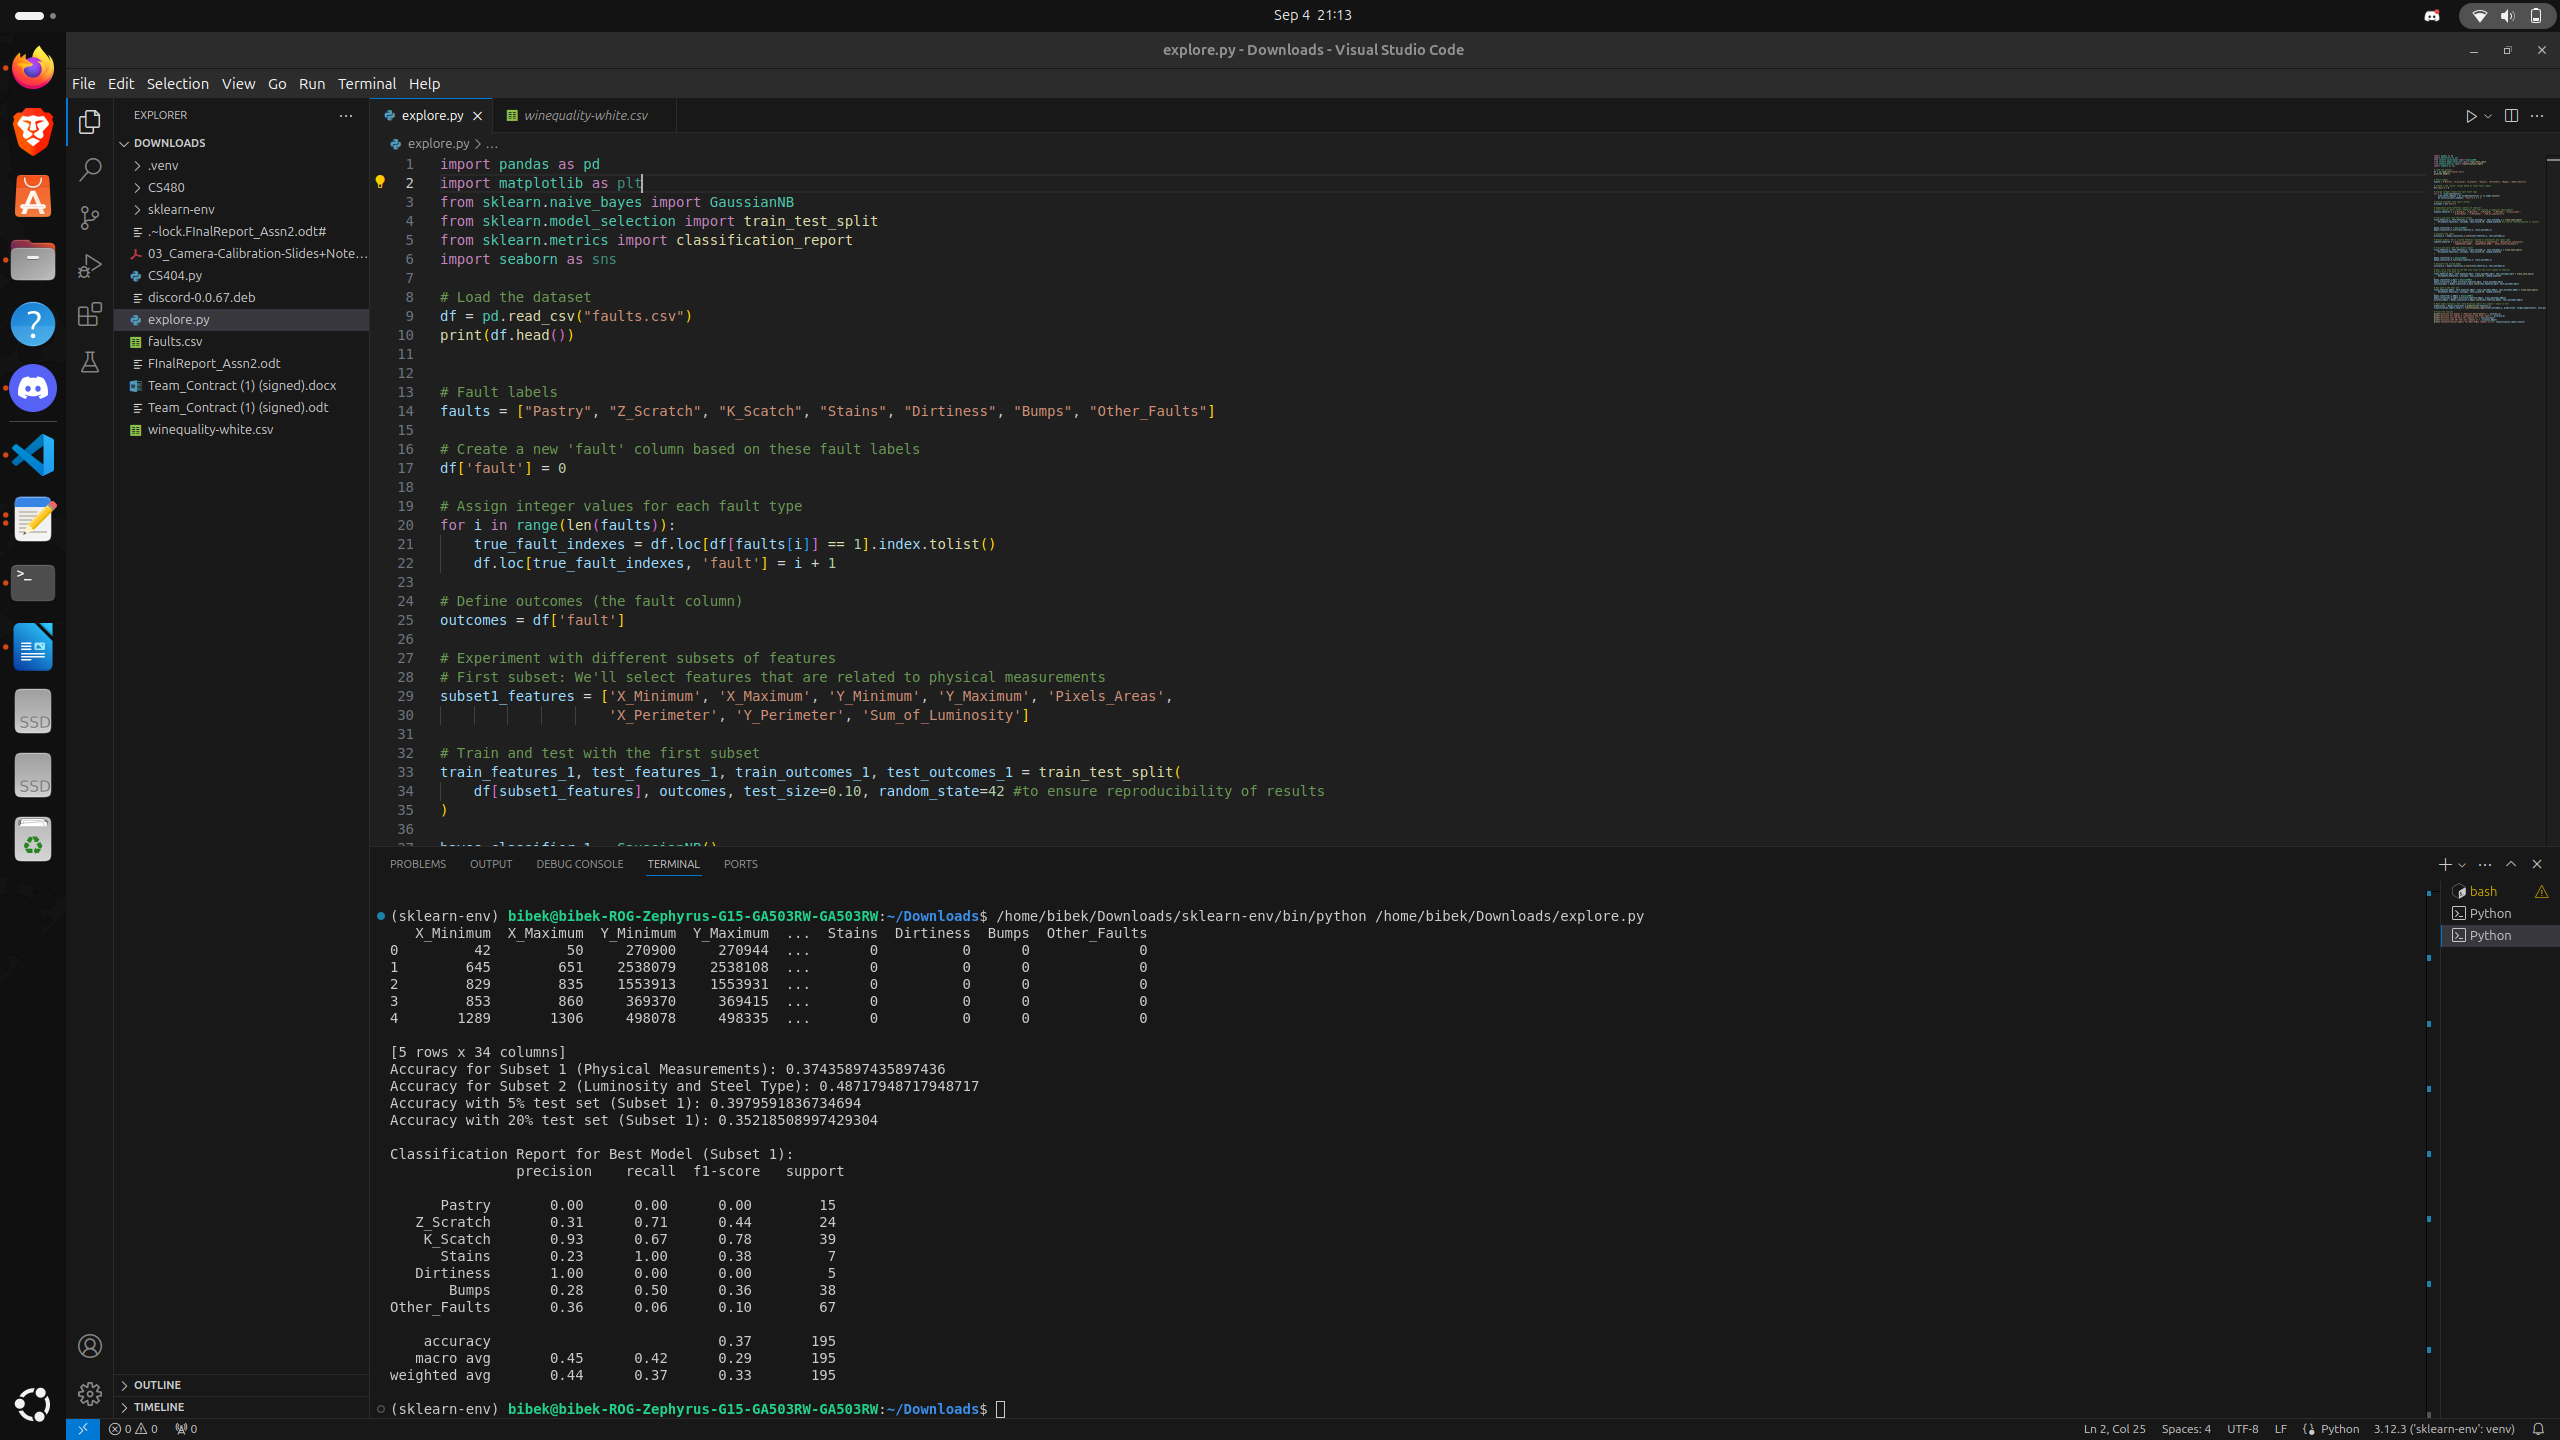 Sep 4 21:13
explore.py - Downloads - Visual Studio Code
File Edit Selection View Go Run Terminal Help
EXPLORER
DOWNLOADS
.venv
CS480
sklearn-env
.~lock.FInalReport_Assn2.odt#
03_Camera-Calibration-Slides+Note...
CS404.py
discord-0.0.67.deb
explore.py
faults.csv
FInalReport_Assn2.odt
Team_Contract (1) (signed).docx
Team_Contract (1) (signed).odt
winequality-white.csv
OUTLINE
TIMELINE
SSD
SSD
explore.py winequality-white.csv
explore.py > ...
1 import pandas as pd
2 import matplotlib as plt
3 from sklearn.naive_bayes import GaussianNB
4 from sklearn.model_selection import train_test_split
5 from sklearn.metrics import classification_report
6 import seaborn as sns
7
8 # Load the dataset
9 df = pd.read_csv("faults.csv")
10 print(df.head())
11
12
13 # Fault labels
14 faults = ["Pastry", "Z_Scratch", "K_Scatch", "Stains", "Dirtiness", "Bumps", "Other_Faults"]
15
16 # Create a new 'fault' column based on these fault labels
17 df['fault'] = 0
18
19 # Assign integer values for each fault type
20 for i in range(len(faults)):
21 true_fault_indexes = df.loc[df[faults[i]] == 1].index.tolist()
22 df.loc[true_fault_indexes, 'fault'] = i + 1
23
24 # Define outcomes (the fault column)
25 outcomes = df['fault']
26
27 # Experiment with different subsets of features
28 # First subset: We'll select features that are related to physical measurements
29 subset1_features = ['X_Minimum', 'X_Maximum', 'Y_Minimum', 'Y_Maximum', 'Pixels_Areas',
30 'X_Perimeter', 'Y_Perimeter', 'Sum_of_Luminosity']
31
32 # Train and test with the first subset
33 train_features_1, test_features_1, train_outcomes_1, test_outcomes_1 = train_test_split(
34 df[subset1_features], outcomes, test_size=0.10, random_state=42 #to ensure reproducibility of results
35 )
36
PROBLEMS OUTPUT DEBUG CONSOLE TERMINAL PORTS
bash
Python
Python
(sklearn-env) bibek@bibek-ROG-Zephyrus-G15-GA503RW-GA503RW:~/Downloads$ /home/bibek/Downloads/sklearn-env/bin/python /home/bibek/Downloads/explore.py
X_Minimum X_Maximum Y_Minimum Y_Maximum ... Stains Dirtiness Bumps Other_Faults
0 42 50 270900 270944 ... 0 0 0 0
1 645 651 2538079 2538108 ... 0 0 0 0
2 829 835 1553913 1553931 ... 0 0 0 0
3 853 860 369370 369415 ... 0 0 0 0
4 1289 1306 498078 498335 ... 0 0 0 0
[5 rows x 34 columns]
Accuracy for Subset 1 (Physical Measurements): 0.37435897435897436
Accuracy for Subset 2 (Luminosity and Steel Type): 0.48717948717948717
Accuracy with 5% test set (Subset 1): 0.3979591836734694
Accuracy with 20% test set (Subset 1): 0.35218508997429304
Classification Report for Best Model (Subset 1):
precision recall f1-score support
Pastry 0.00 0.00 0.00 15
Z_Scratch 0.31 0.71 0.44 24
K_Scatch 0.93 0.67 0.78 39
Stains 0.23 1.00 0.38 7
Dirtiness 1.00 0.00 0.00 5
Bumps 0.28 0.50 0.36 38
Other_Faults 0.36 0.06 0.10 67
accuracy 0.37 195
macro avg 0.45 0.42 0.29 195
weighted avg 0.44 0.37 0.33 195
(sklearn-env) bibek@bibek-ROG-Zephyrus-G15-GA503RW-GA503RW:~/Downloads$
0 0 0 Ln 2, Col 25 Spaces: 4 UTF-8 LF Python 3.12.3 ('sklearn-env': venv)